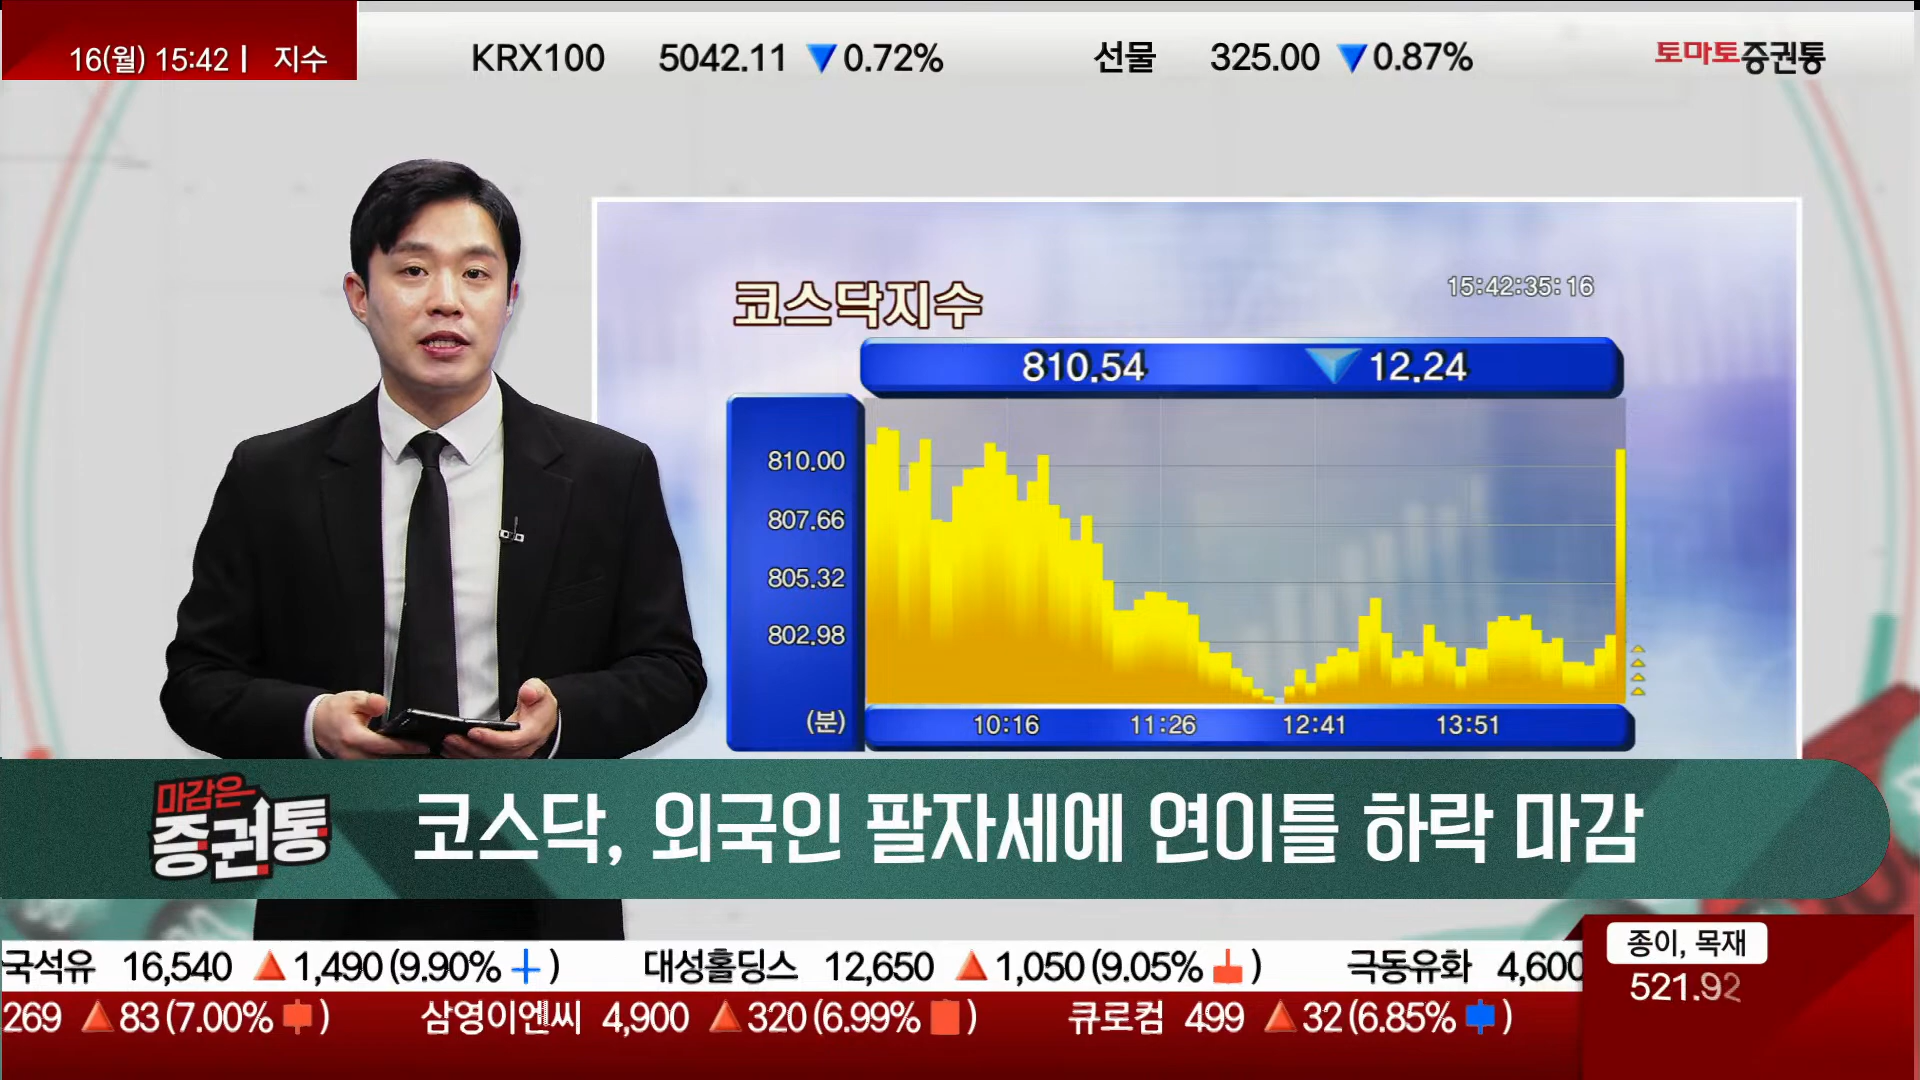 16(월) 15:42 | 지수 KRX100 5042.11 ▼0.72% 선물 325.00 ▼0.87% 토마토증권통
코스닥지수 15:42:35:16
810.54 ▼ 12.24
810.00
807.66
805.32
802.98
(분) 10:16 11:26 12:41 13:51
마감은
증권통
코스닥, 외국인 팔자세에 연이틀 하락 마감
국석유 16,540 ▲1,490(9.90% ) 대성홀딩스 12,650 ▲1,050(9.05% ) 극동유화 4,600
269 ▲83(7.00% ) 삼영이엔씨 4,900 ▲320(6.99% ) 큐로컴 499 ▲32(6.85% )
종이, 목재
521.92